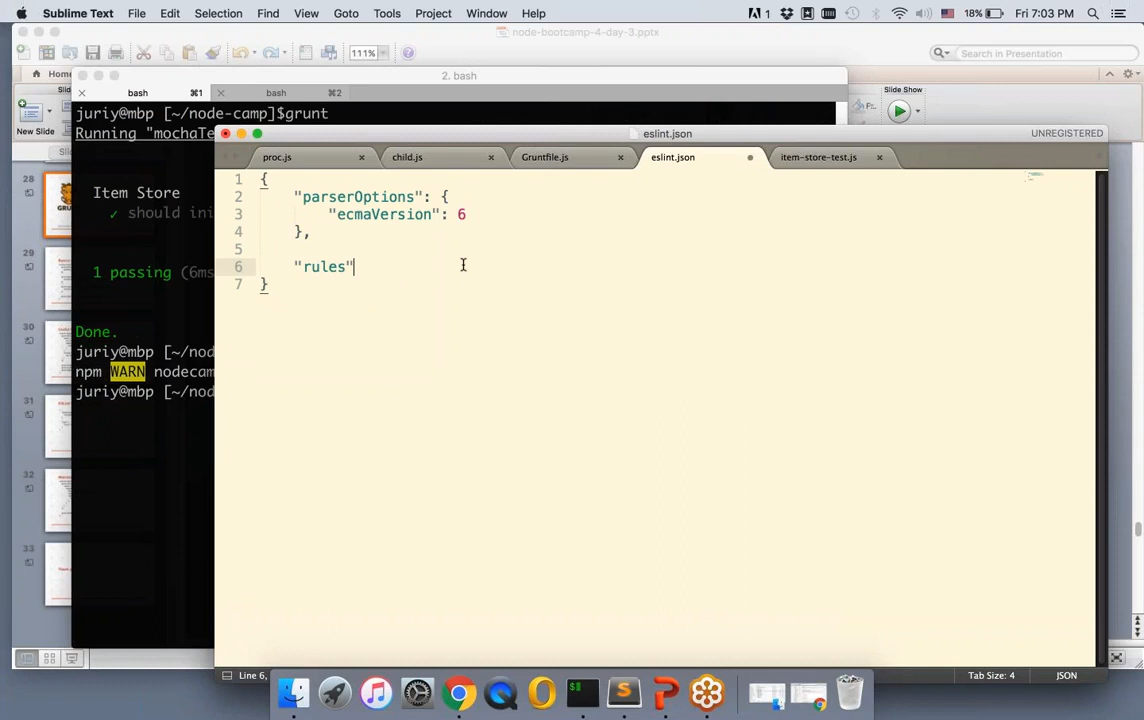 Sublime Text File Edit Selection Find View Goto Tools Project Window Help 1 18% Fri 7:03 PM
node-bootcamp-4-day-3.pptx
111% Search in Presentation
Home
2. bash
bash ⌘1 bash ⌘2
Slide Show
New Slide
juriy@mbp [~/node-camp]$grunt
Running "mochaTe
eslint.json UNREGISTERED
proc.js child.js Gruntfile.js eslint.json item-store-test.js
28
29
30
31
32
33
Item Store
✓ should ini
1 passing (6ms
Done.
juriy@mbp [~/nod
npm WARN nodecam
juriy@mbp [~/nod
1 {
2 "parserOptions": {
3 "ecmaVersion": 6
4 },
5
6 "rules"
7 }
Line 6, Tab Size: 4 JSON